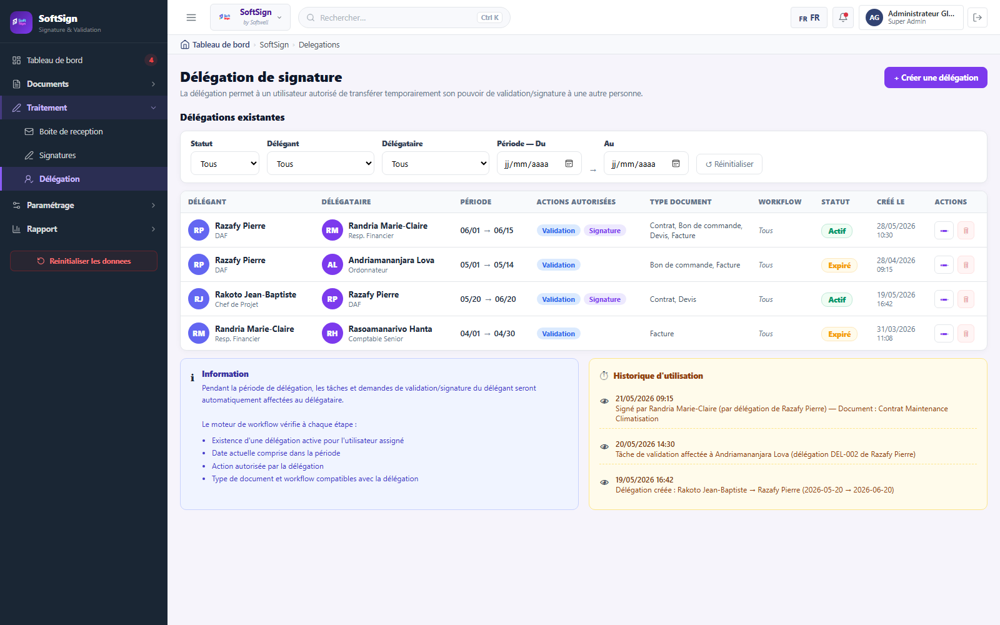 SoftSign
Signature & Validation
Tableau de bord
4
Documents
Traitement
Boite de reception
Signatures
Délégation
Paramétrage
Rapport
Reinitialiser les donnees
SoftSign
by Softwell
Rechercher...
Ctrl K
FR FR
AG
Administrateur Gl...
Super Admin
Tableau de bord › SoftSign › Delegations
Délégation de signature
La délégation permet à un utilisateur autorisé de transférer temporairement son pouvoir de validation/signature à une autre personne.
+ Créer une délégation
Délégations existantes
Statut
Délégant
Délégataire
Période — Du
Au
Tous
Tous
Tous
jj/mm/aaaa
→
jj/mm/aaaa
↺ Réinitialiser
DÉLÉGANT
DÉLÉGATAIRE
PÉRIODE
ACTIONS AUTORISÉES
TYPE DOCUMENT
WORKFLOW
STATUT
CRÉÉ LE
ACTIONS
RP
Razafy Pierre
DAF
RM
Randria Marie-Claire
Resp. Financier
06/01 → 06/15
Validation
Signature
Contrat, Bon de commande,
Devis, Facture
Tous
Actif
28/05/2026
10:30
RP
Razafy Pierre
DAF
AL
Andriamananjara Lova
Ordonnateur
05/01 → 05/14
Validation
Bon de commande, Facture
Tous
Expiré
28/04/2026
09:15
RJ
Rakoto Jean-Baptiste
Chef de Projet
RP
Razafy Pierre
DAF
05/20 → 06/20
Validation
Signature
Contrat, Devis
Tous
Actif
19/05/2026
16:42
RM
Randria Marie-Claire
Resp. Financier
RH
Rasoamanarivo Hanta
Comptable Senior
04/01 → 04/30
Validation
Facture
Tous
Expiré
31/03/2026
11:08
Information
Pendant la période de délégation, les tâches et demandes de validation/signature du délégant seront
automatiquement affectées au délégataire.
Le moteur de workflow vérifie à chaque étape :
• Existence d'une délégation active pour l'utilisateur assigné
• Date actuelle comprise dans la période
• Action autorisée par la délégation
• Type de document et workflow compatibles avec la délégation
Historique d'utilisation
21/05/2026 09:15
Signé par Randria Marie-Claire (par délégation de Razafy Pierre) — Document : Contrat Maintenance
Climatisation
20/05/2026 14:30
Tâche de validation affectée à Andriamananjara Lova (délégation DEL-002 de Razafy Pierre)
19/05/2026 16:42
Délégation créée : Rakoto Jean-Baptiste → Razafy Pierre (2026-05-20 → 2026-06-20)